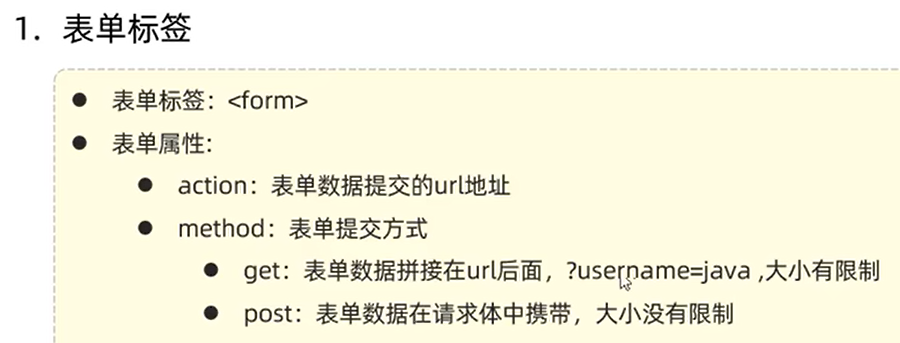 1. 表单标签
● 表单标签：<form>
● 表单属性:
● action：表单数据提交的url地址
● method：表单提交方式
● get：表单数据拼接在url后面，?username=java ,大小有限制
● post：表单数据在请求体中携带，大小没有限制